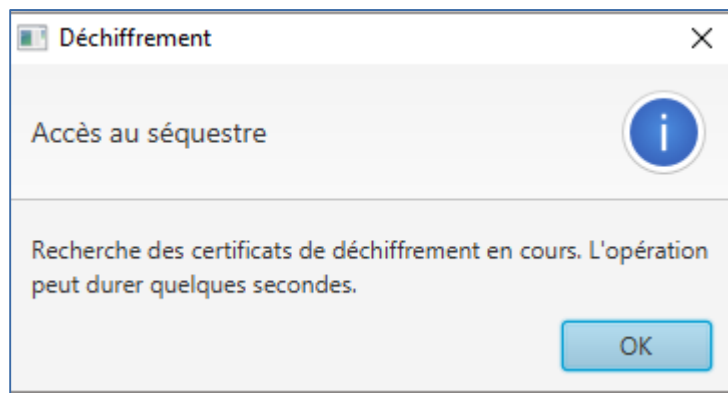 Déchiffrement
Accès au séquestre
i
Recherche des certificats de déchiffrement en cours. L'opération
peut durer quelques secondes.
OK